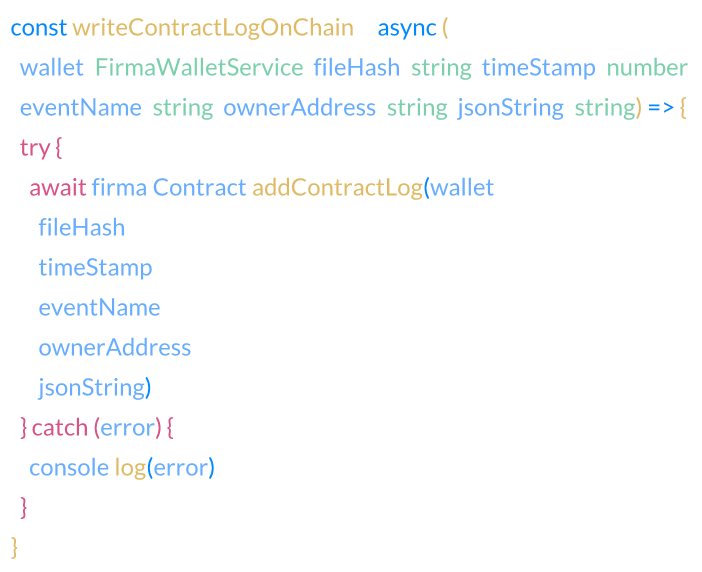 const writeContractLogOnChain async (
wallet FirmaWalletService fileHash string timeStamp number
eventName string ownerAddress string jsonString string) => {
try {
await firma Contract addContractLog(wallet
fileHash
timeStamp
eventName
ownerAddress
jsonString)
} catch (error) {
console log(error)
}
}